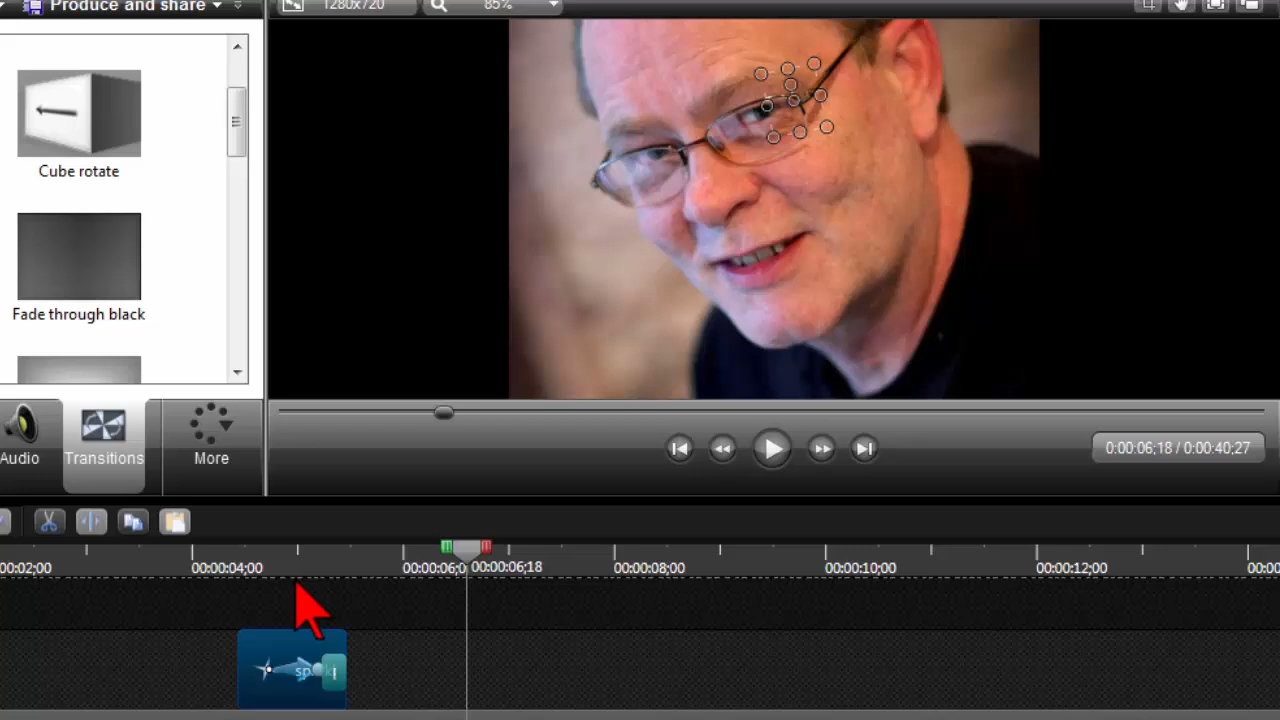 Produce and share
1280x720
85%
Cube rotate
Fade through black
Audio
Transitions
More
0:00:06;18 / 0:00:40;27
00:02;00
00:00:04;00
00:00:06;0
00:00:06;18
00:00:08;00
00:00:10;00
00:00:12;00
00:00